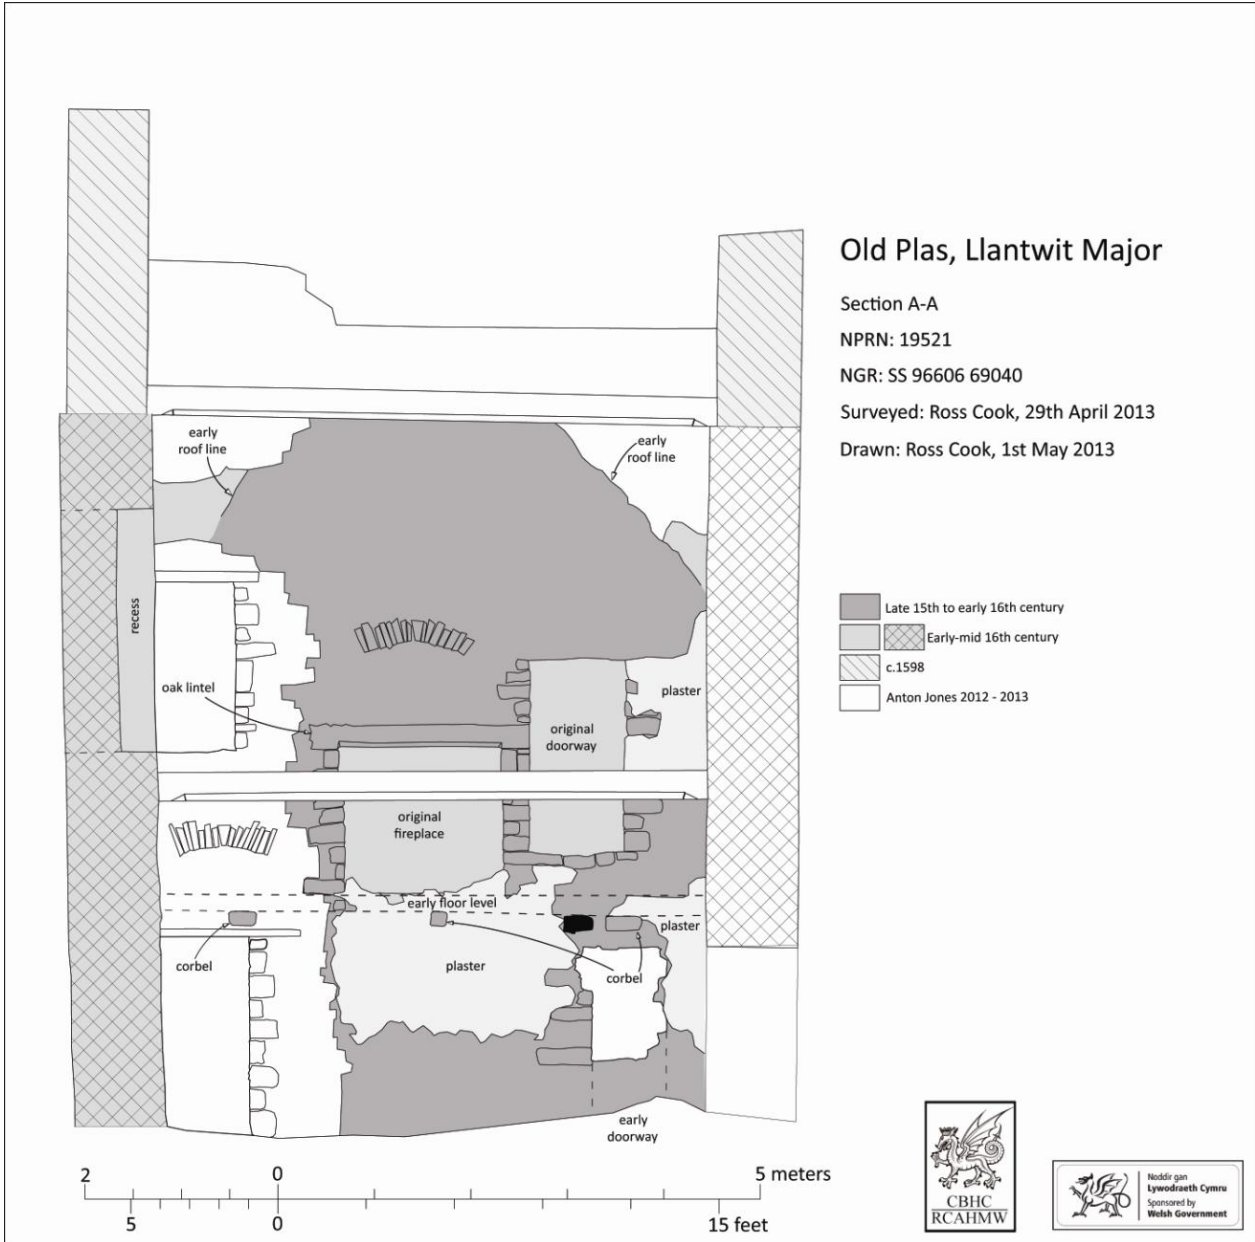 Old Plas, Llantwit Major
Section A-A
NPRN: 19521
NGR: SS 96606 69040
Surveyed: Ross Cook, 29th April 2013
Drawn: Ross Cook, 1st May 2013
early
roof line
early
roof line
recess
oak lintel
plaster
original
doorway
original
fireplace
early floor level
plaster
corbel
plaster
corbel
early
doorway
Late 15th to early 16th century
Early-mid 16th century
c.1598
Anton Jones 2012 - 2013
2 0 5 meters
5 0 15 feet
CBHC
RCAHMW
Noddir gan
Lywodraeth Cymru
Sponsored by
Welsh Government